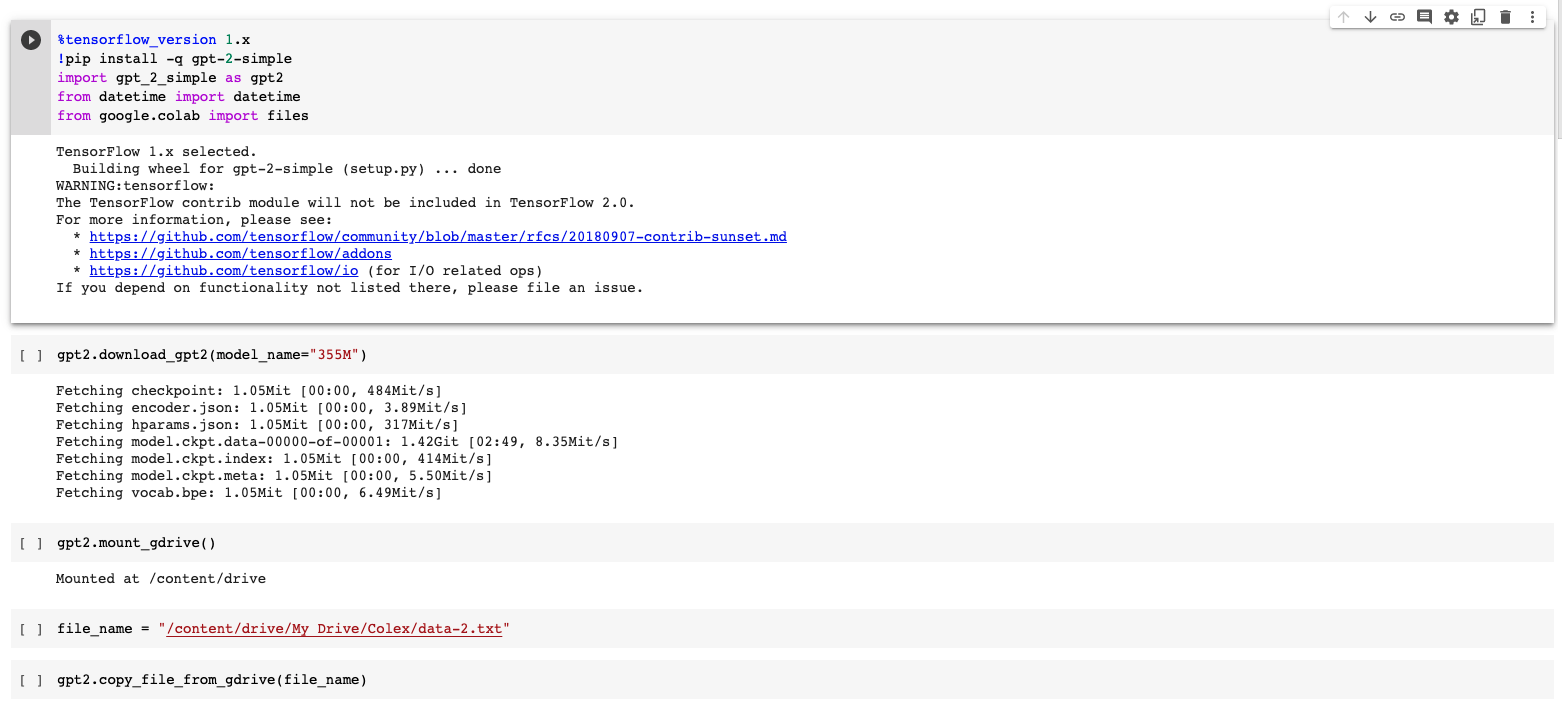 %tensorflow_version 1.x
!pip install -q gpt-2-simple
import gpt_2_simple as gpt2
from datetime import datetime
from google.colab import files
TensorFlow 1.x selected.
  Building wheel for gpt-2-simple (setup.py) ... done
WARNING:tensorflow:
The TensorFlow contrib module will not be included in TensorFlow 2.0.
For more information, please see:
  * https://github.com/tensorflow/community/blob/master/rfcs/20180907-contrib-sunset.md
  * https://github.com/tensorflow/addons
  * https://github.com/tensorflow/io (for I/O related ops)
If you depend on functionality not listed there, please file an issue.
[ ] gpt2.download_gpt2(model_name="355M")
Fetching checkpoint: 1.05Mit [00:00, 484Mit/s]
Fetching encoder.json: 1.05Mit [00:00, 3.89Mit/s]
Fetching hparams.json: 1.05Mit [00:00, 317Mit/s]
Fetching model.ckpt.data-00000-of-00001: 1.42Git [02:49, 8.35Mit/s]
Fetching model.ckpt.index: 1.05Mit [00:00, 414Mit/s]
Fetching model.ckpt.meta: 1.05Mit [00:00, 5.50Mit/s]
Fetching vocab.bpe: 1.05Mit [00:00, 6.49Mit/s]
[ ] gpt2.mount_gdrive()
Mounted at /content/drive
[ ] file_name = "/content/drive/My Drive/Colex/data-2.txt"
[ ] gpt2.copy_file_from_gdrive(file_name)